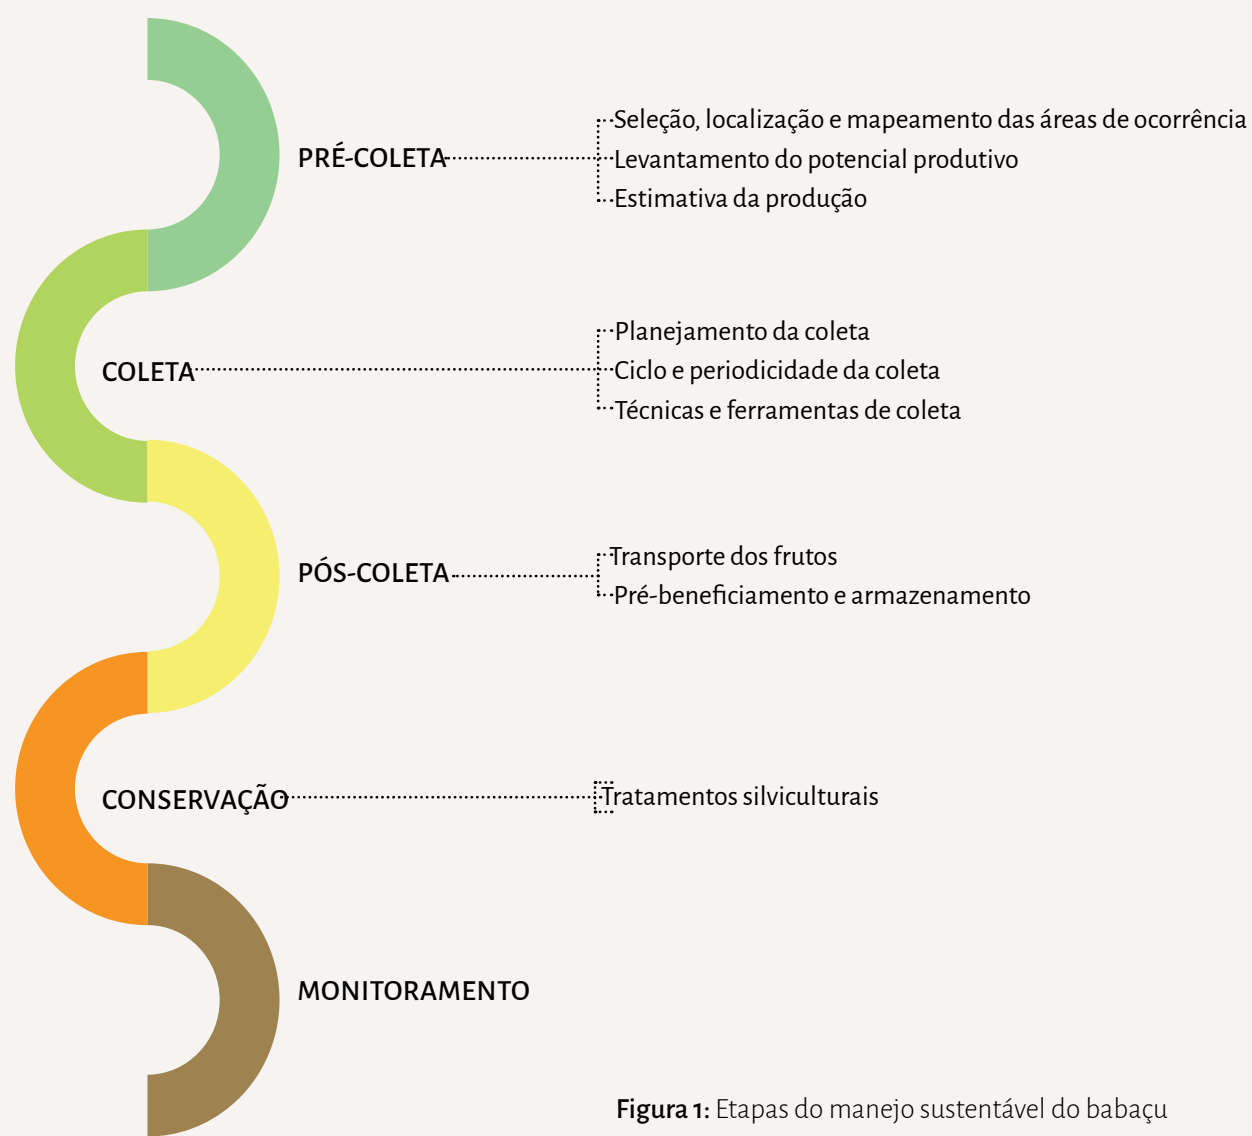 PRÉ-COLETA
Seleção, localização e mapeamento das áreas de ocorrência
Levantamento do potencial produtivo
Estimativa da produção
COLETA
Planejamento da coleta
Ciclo e periodicidade da coleta
Técnicas e ferramentas de coleta
PÓS-COLETA
Transporte dos frutos
Pré-beneficiamento e armazenamento
CONSERVAÇÃO
Tratamentos silviculturais
MONITORAMENTO
Figura 1: Etapas do manejo sustentável do babaçu